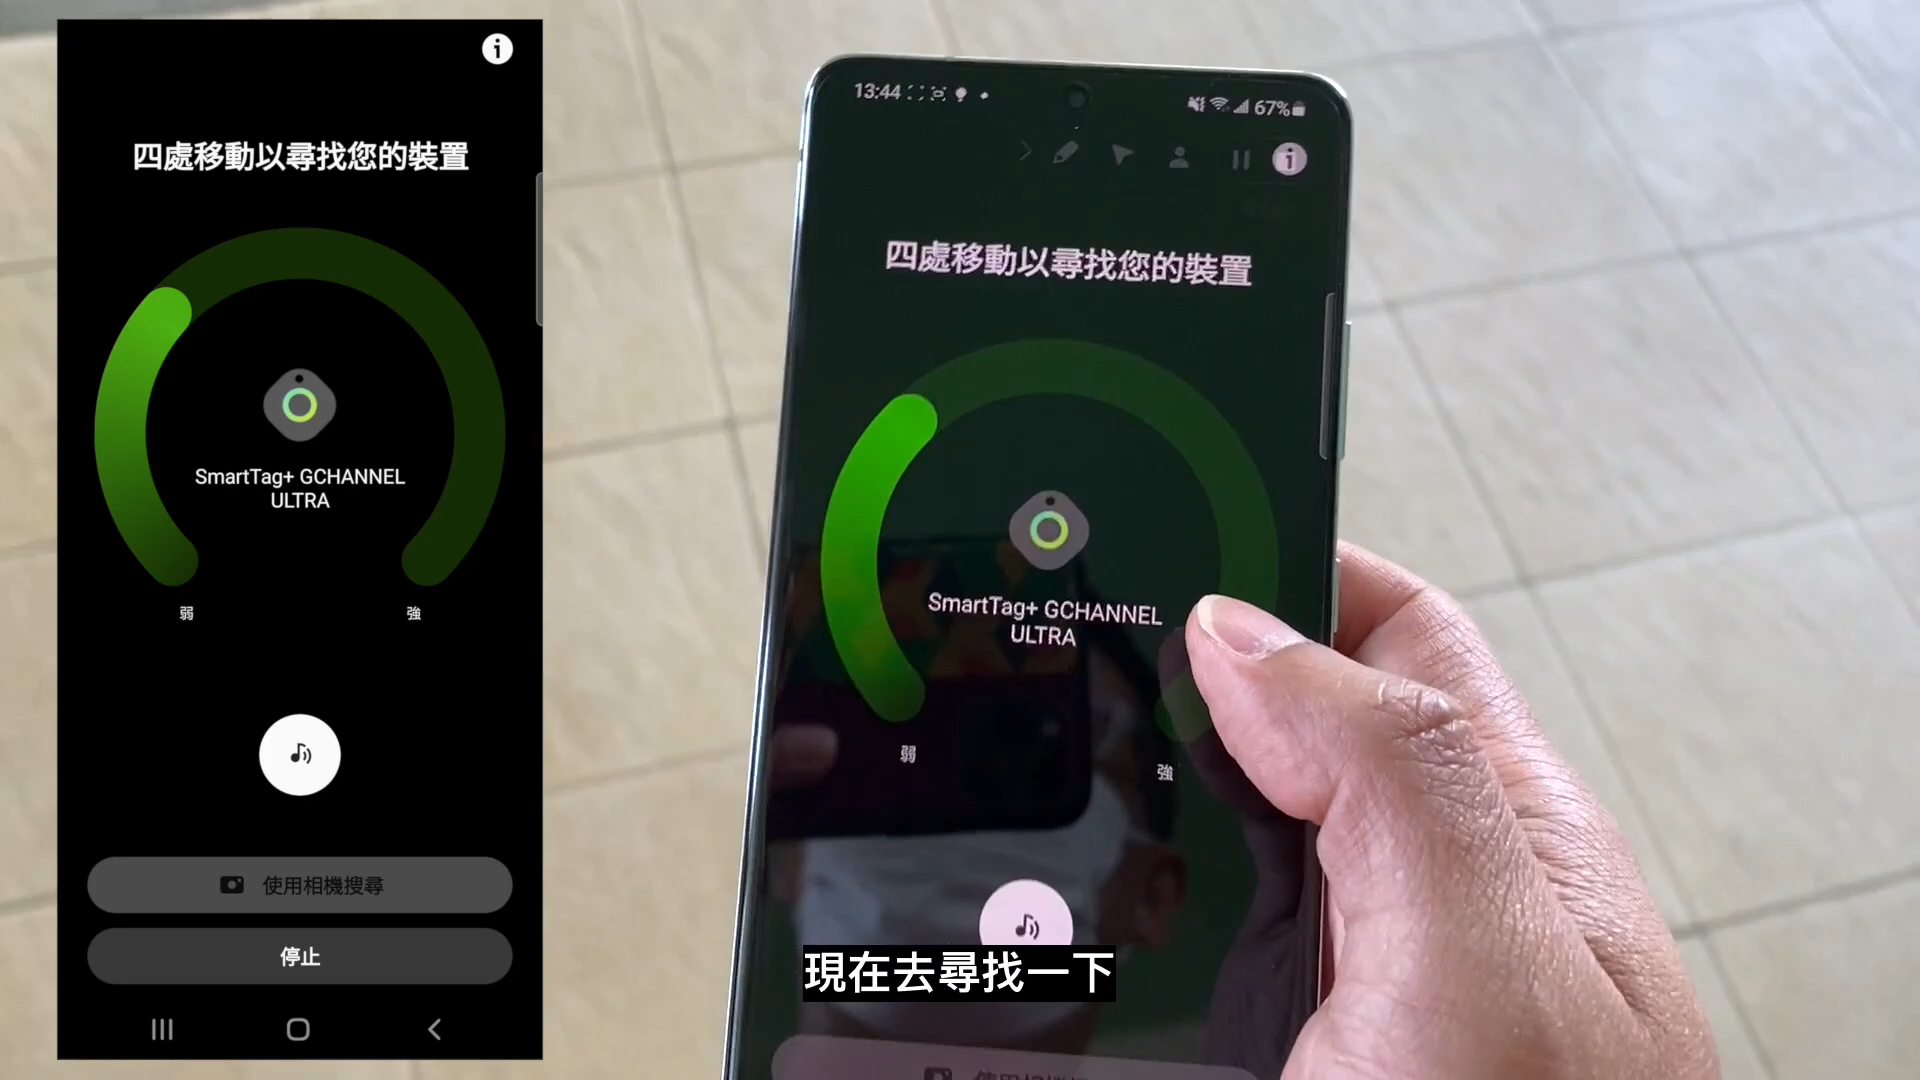 四處移動以尋找您的裝置
SmartTag+ GCHANNEL
ULTRA
弱
強
使用相機搜尋
停止
13:44
67%
四處移動以尋找您的裝置
SmartTag+ GCHANNEL
ULTRA
弱
強
現在去尋找一下